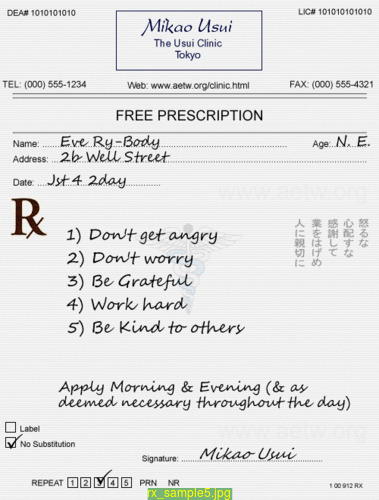 DEA# 1010101010
LIC# 101010101010
Mikao Usui
The Usui Clinic
Tokyo
TEL: (000) 555-1234
Web: www.aetw.org/clinic.html
FAX: (000) 555-4321
FREE PRESCRIPTION
Name: Eve Ry-Body
Age: N. E.
Address: 2b Well Street
Date: Jst 4 2day
www.aetw.org
Rx
1) Don't get angry
2) Don't worry
3) Be Grateful
4) Work hard
5) Be Kind to others
怒るな
心配すな
感謝して
業をはげめ
人に親切に
Apply Morning & Evening (& as
deemed necessary throughout the day)
www.aetw.org
Label
No Substitution
Signature: Mikao Usui
REPEAT 1 2 3 4 5 PRN NR
1 00 912 RX
rx_sample5.jpg